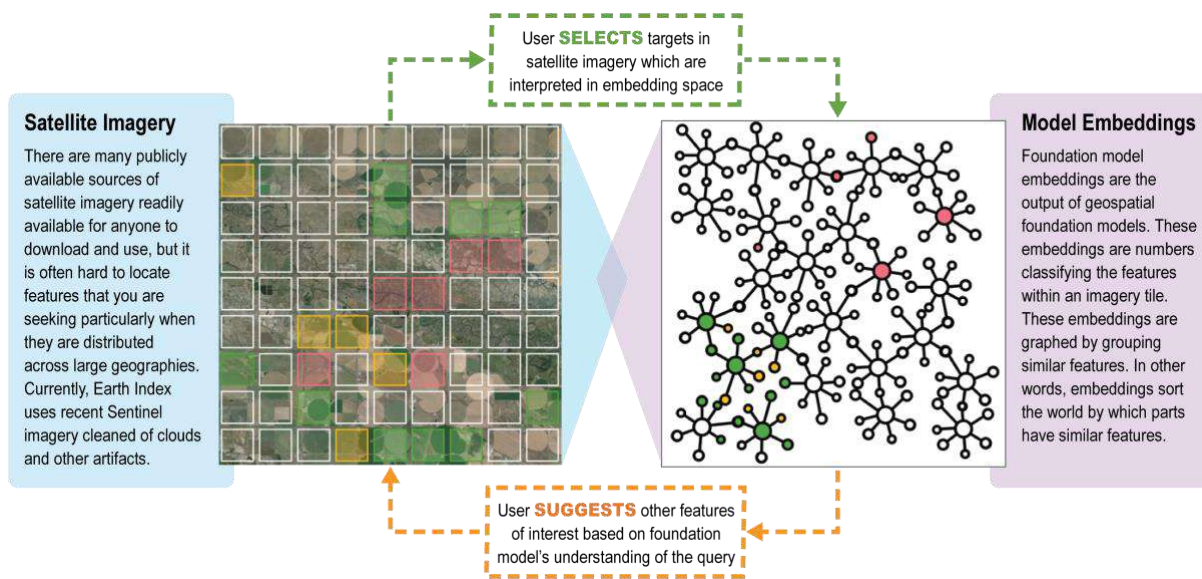 User SELECTS targets in
satellite imagery which are
interpreted in embedding space
Satellite Imagery
There are many publicly
available sources of
satellite imagery readily
available for anyone to
download and use, but it
is often hard to locate
features that you are
seeking particularly when
they are distributed
across large geographies.
Currently, Earth Index
uses recent Sentinel
imagery cleaned of clouds
and other artifacts.
Model Embeddings
Foundation model
embeddings are the
output of geospatial
foundation models. These
embeddings are numbers
classifying the features
within an imagery tile.
These embeddings are
graphed by grouping
similar features. In other
words, embeddings sort
the world by which parts
have similar features.
User SUGGESTS other features
of interest based on foundation
model’s understanding of the query